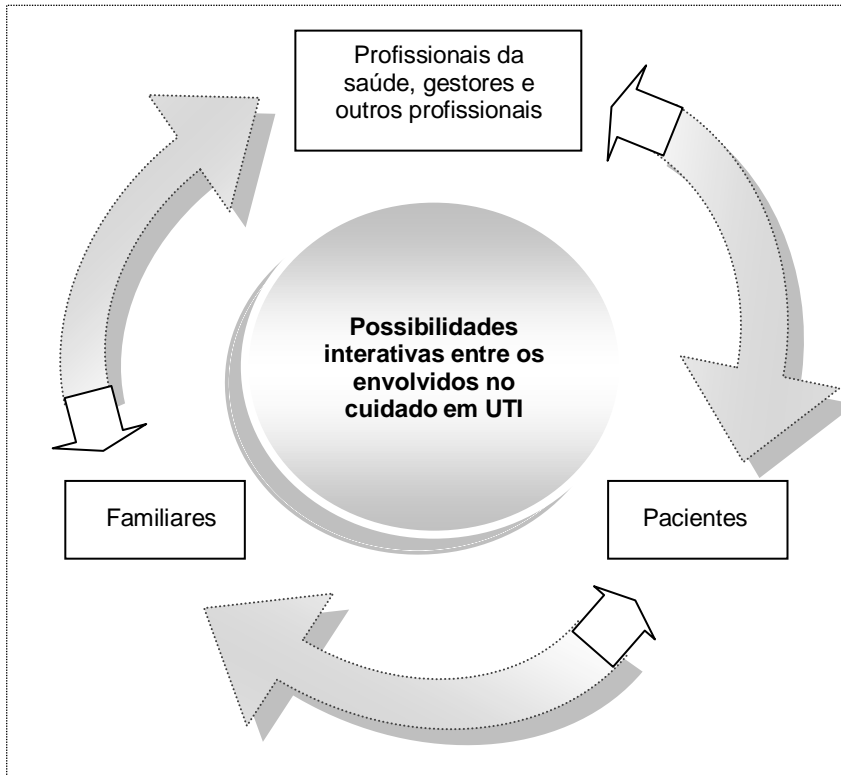 Profissionais da
saúde, gestores e
outros profissionais
Possibilidades
interativas entre os
envolvidos no
cuidado em UTI
Familiares
Pacientes